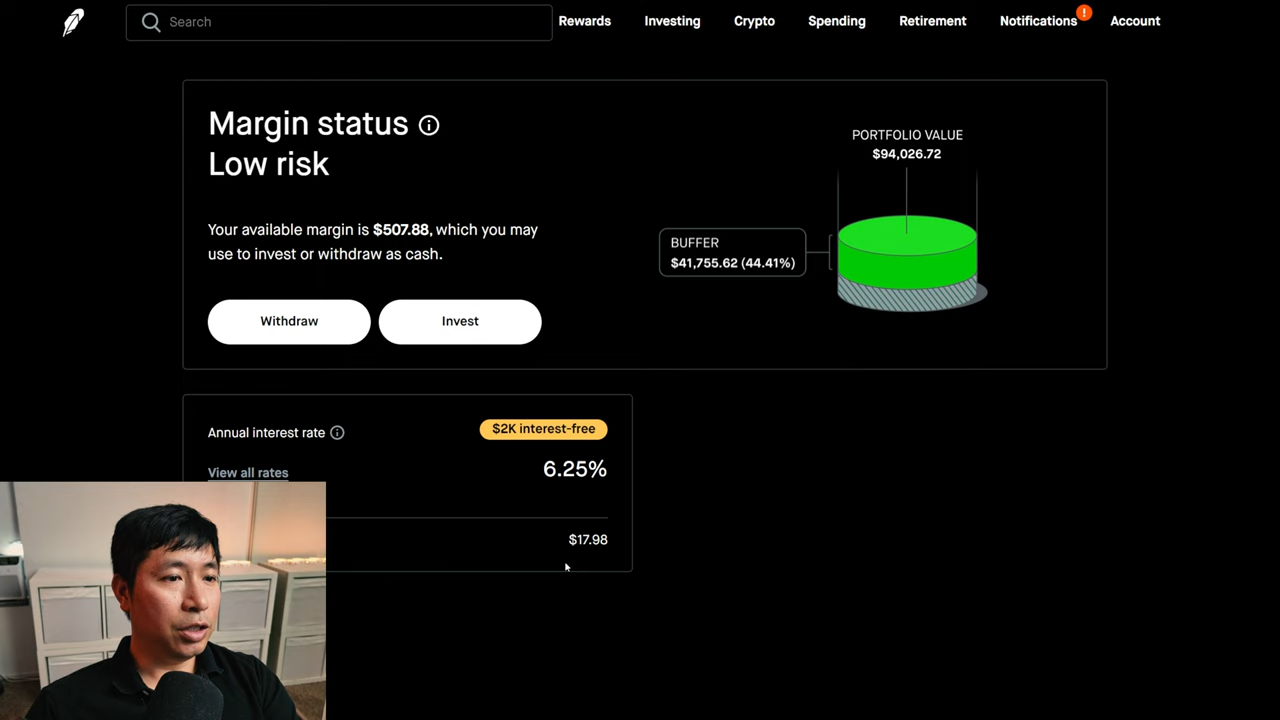 Search
Rewards
Investing
Crypto
Spending
Retirement
Notifications
!
Account
Margin status
Low risk
Your available margin is $507.88, which you may
use to invest or withdraw as cash.
Withdraw
Invest
PORTFOLIO VALUE
$94,026.72
BUFFER
$41,755.62 (44.41%)
Annual interest rate
$2K interest-free
View all rates
6.25%
$17.98